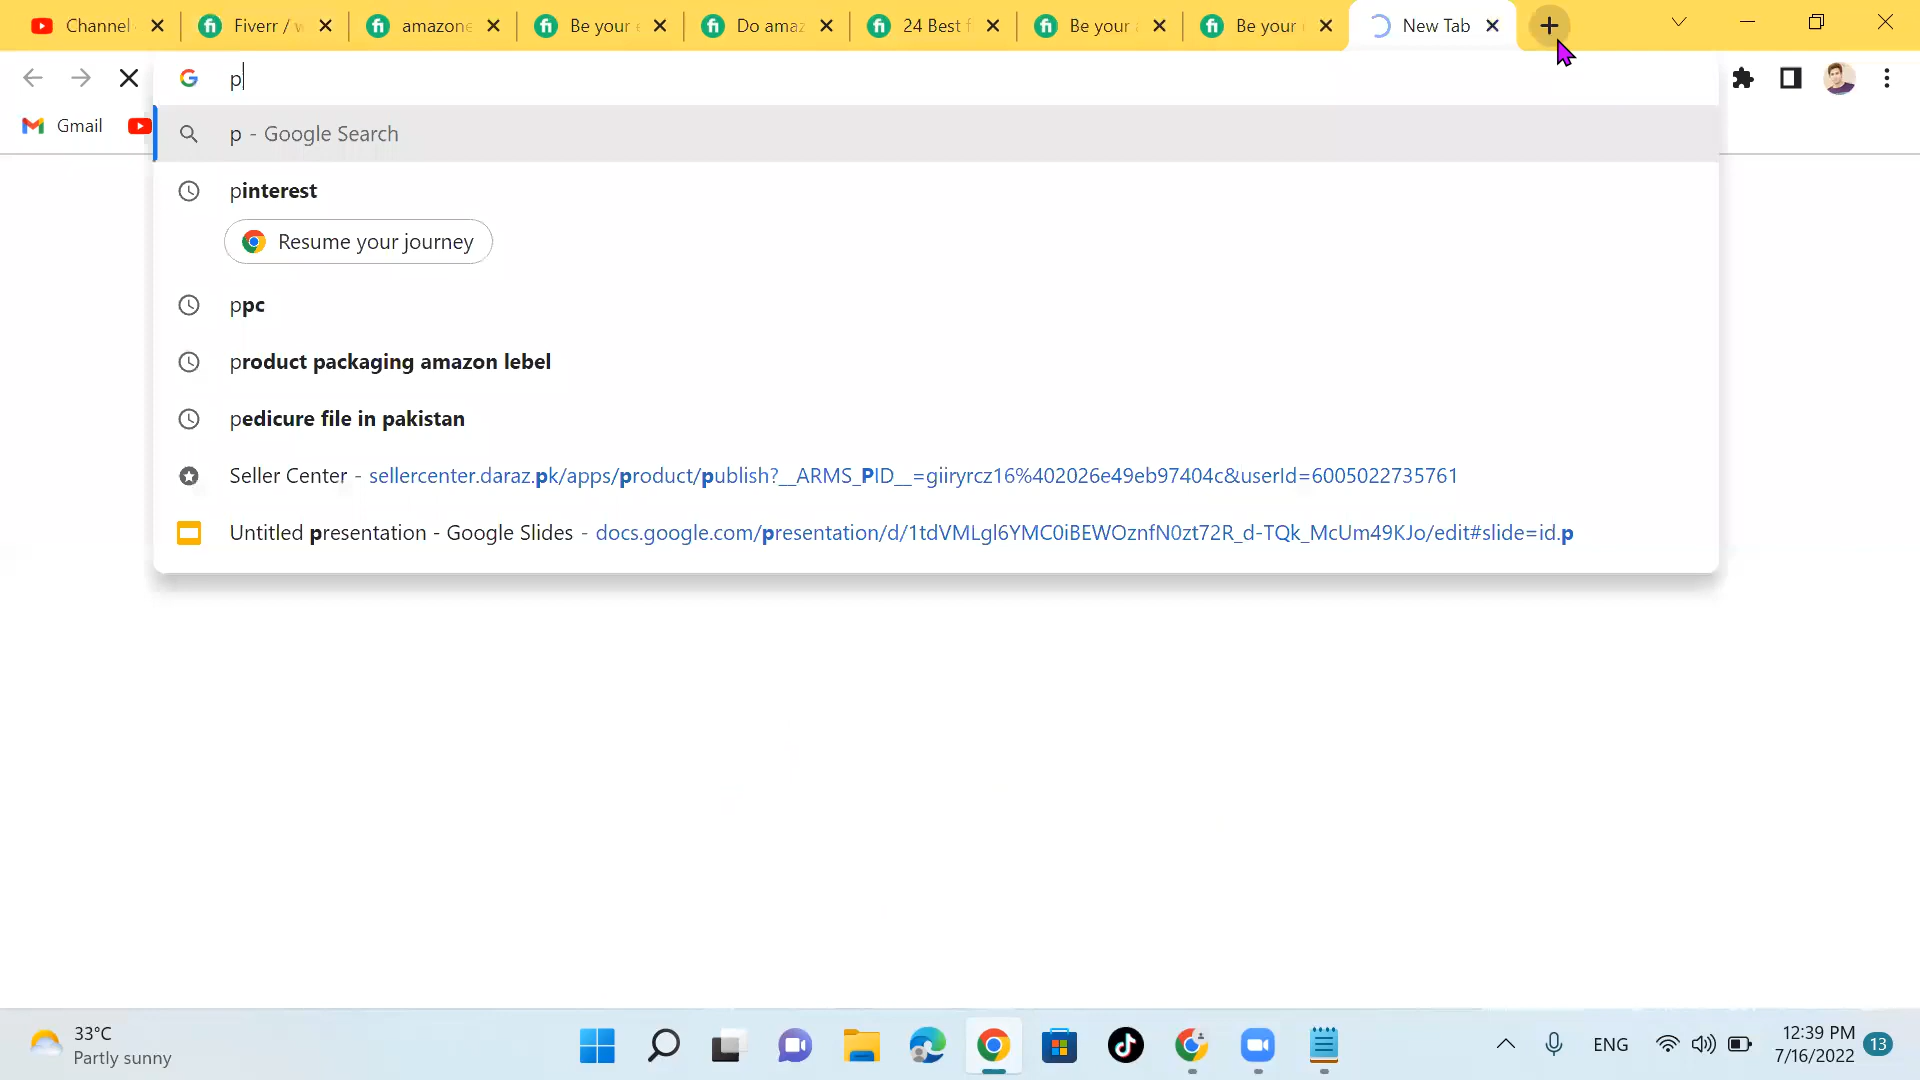 Channel
Fiverr / w
amazone
Be your e
Do amaz
24 Best f
Be your a
Be your
New Tab
p
Gmail
p - Google Search
pinterest
Resume your journey
ppc
product packaging amazon lebel
pedicure file in pakistan
Seller Center - sellercenter.daraz.pk/apps/product/publish?__ARMS_PID__=giiryrcz16%402026e49eb97404c&userId=6005022735761
Untitled presentation - Google Slides - docs.google.com/presentation/d/1tdVMLgl6YMC0iBEWOznfN0zt72R_d-TQk_McUm49KJo/edit#slide=id.p
33°C
Partly sunny
ENG
12:39 PM
7/16/2022
13